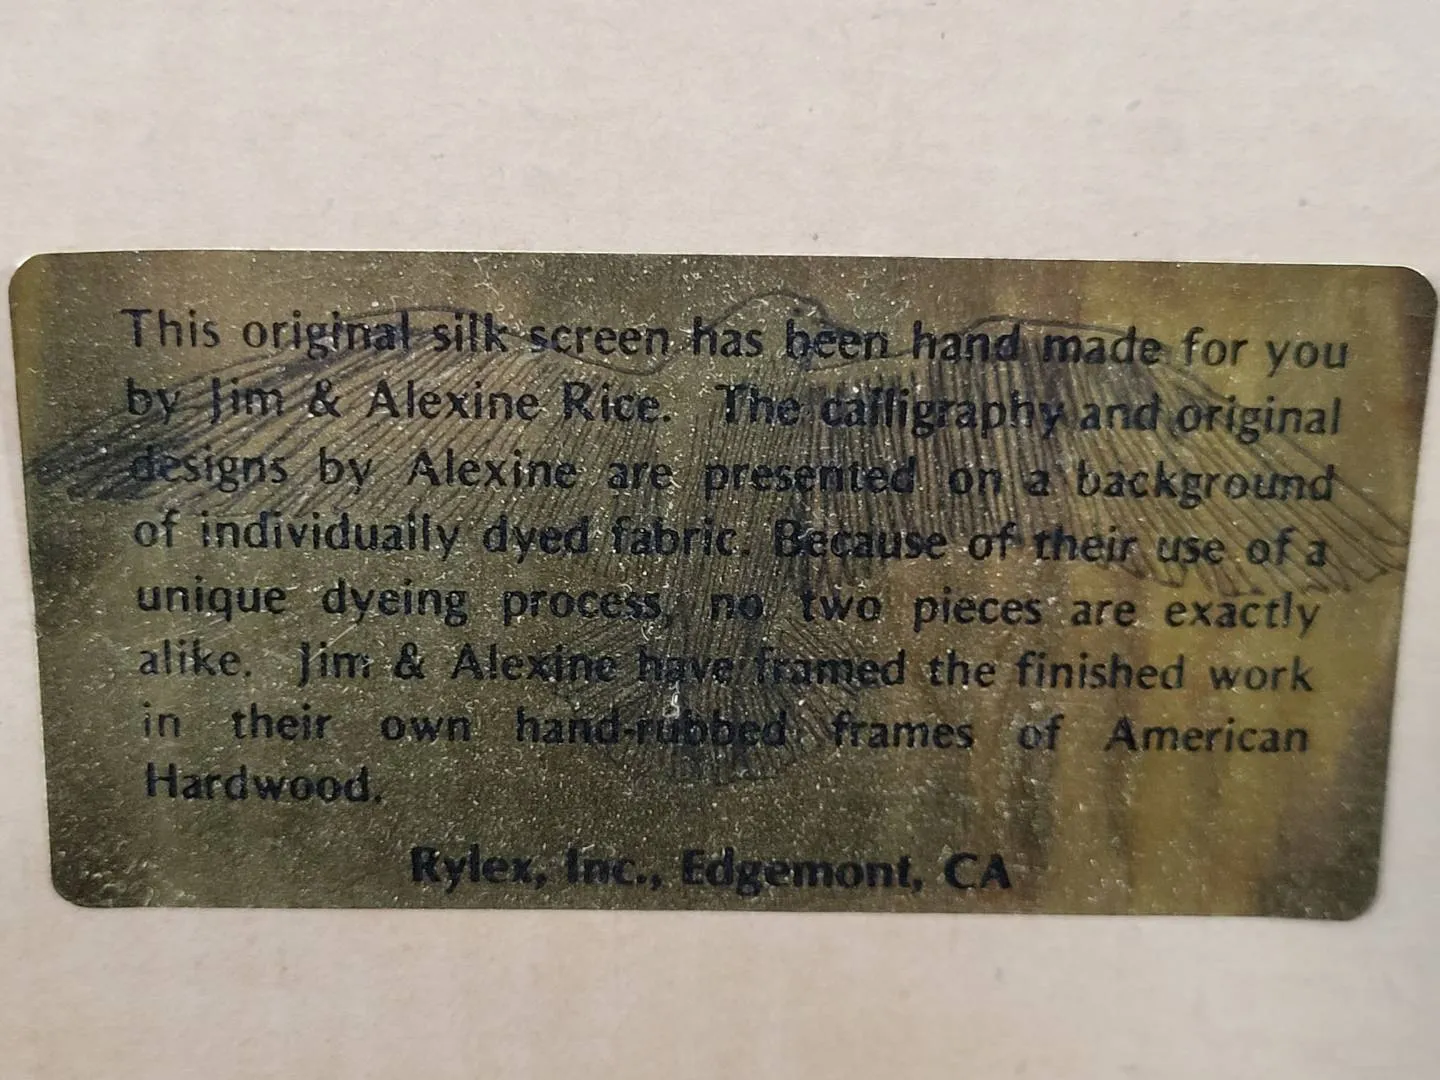 This original silk screen has been hand made for you
by Jim & Alexine Rice. The calligraphy and original
designs by Alexine are presented on a background
of individually dyed fabric. Because of their use of a
unique dyeing process, no two pieces are exactly
alike. Jim & Alexine have framed the finished work
in their own hand-rubbed frames of American
Hardwood.
Rylex, Inc., Edgemont, CA